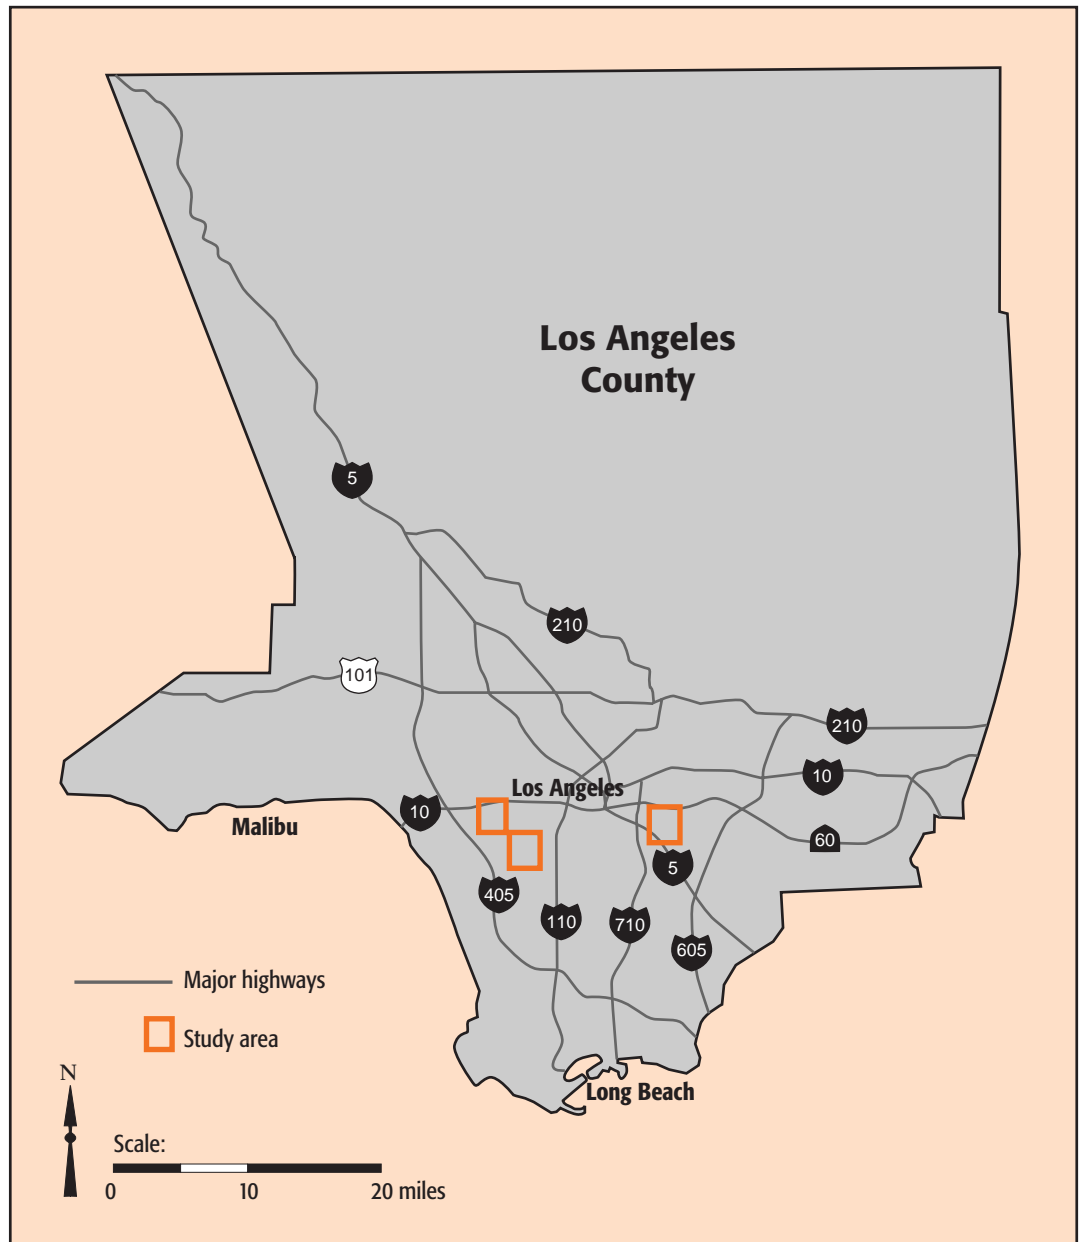 Los Angeles
County
5
210
101
210
10
Los Angeles
10
Malibu
60
5
405
110
710
605
Major highways
Study area
N
Long Beach
Scale:
0 10 20 miles